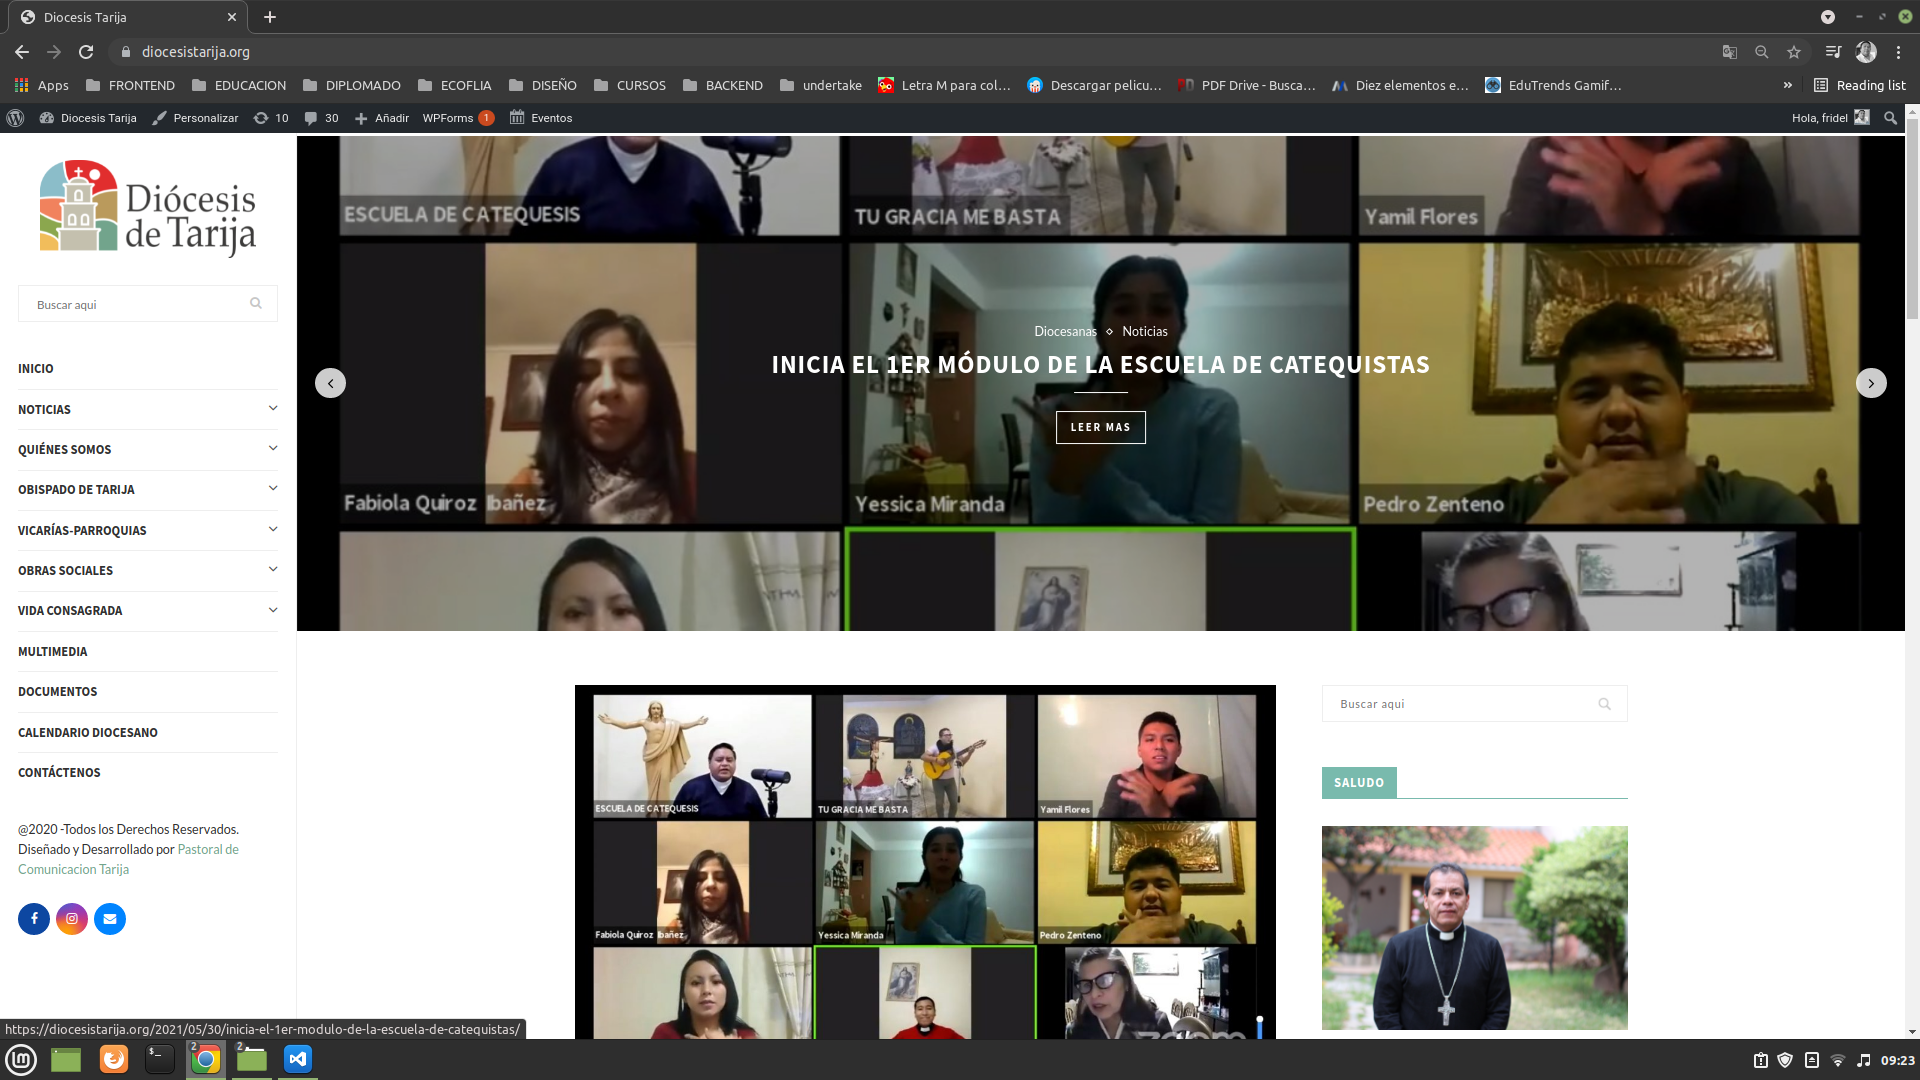 Diocesis Tarija
diocesistarija.org
Apps FRONTEND EDUCACION DIPLOMADO ECOFLIA DISEÑO CURSOS BACKEND undertake Letra M para col... Descargar pelicu... PDF Drive - Busca... Diez elementos e... EduTrends Gamif... » Reading list
Diocesis Tarija Personalizar 10 30 Añadir WPForms 1 Eventos Hola, fridel
Diócesis
de Tarija
Buscar aqui
INICIO
NOTICIAS
QUIÉNES SOMOS
OBISPADO DE TARIJA
VICARÍAS-PARROQUIAS
OBRAS SOCIALES
VIDA CONSAGRADA
MULTIMEDIA
DOCUMENTOS
CALENDARIO DIOCESANO
CONTÁCTENOS
@2020 -Todos los Derechos Reservados.
Diseñado y Desarrollado por Pastoral de
Comunicacion Tarija
ESCUELA DE CATEQUESIS TU GRACIA ME BASTA Yamil Flores
Diocesanas Noticias
INICIA EL 1ER MÓDULO DE LA ESCUELA DE CATEQUISTAS
LEER MAS
Fabiola Quiroz Ibañez Yessica Miranda Pedro Zenteno
ESCUELA DE CATEQUESIS TU GRACIA ME BASTA Yamil Flores
Fabiola Quiroz Ibañez Yessica Miranda Pedro Zenteno
zoom
Buscar aqui
SALUDO
https://diocesistarija.org/2021/05/30/inicia-el-1er-modulo-de-la-escuela-de-catequistas/
2 2 09:23